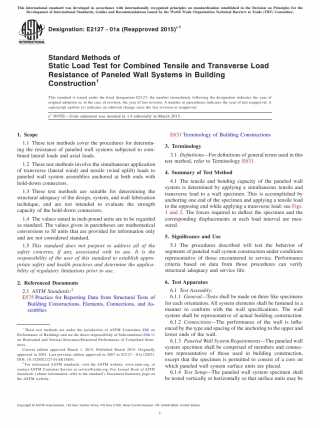 This international standard was developed in accordance with internationally recognized principles on standardization established in the Decision on Principles for the
Development of International Standards, Guides and Recommendations issued by the World Trade Organization Technical Barriers to Trade (TBT) Committee.
Designation: E2127 − 01a (Reapproved 2015)ε1
Standard Methods of
Static Load Test for Combined Tensile and Transverse Load
Resistance of Paneled Wall Systems in Building
Construction1
This standard is issued under the fixed designation E2127; the number immediately following the designation indicates the year of
original adoption or, in the case of revision, the year of last revision. A number in parentheses indicates the year of last reapproval. A
superscript epsilon (ε) indicates an editorial change since the last revision or reapproval.
ε1 NOTE—Units statement was inserted in 1.4 editorially in March 2015.
1. Scope
1.1 These test methods cover the procedures for determin-
ing the resistance of paneled wall systems subjected to com-
bined lateral loads and axial loads.
1.2 These test methods involve the simultaneous application
of transverse (lateral wind) and tensile (wind uplift) loads to
paneled wall system assemblies anchored at both ends with
hold-down connectors.
1.3 These test methods are suitable for determining the
structural adequacy of the design, system, and wall fabrication
technique, and are not intended to evaluate the strength
capacity of the hold-down connectors.
1.4 The values stated in inch-pound units are to be regarded
as standard. The values given in parentheses are mathematical
conversions to SI units that are provided for information only
and are not considered standard.
1.5 This standard does not purport to address all of the
safety concerns, if any, associated with its use. It is the
responsibility of the user of this standard to establish appro-
priate safety and health practices and determine the applica-
bility of regulatory limitations prior to use.
2. Referenced Documents
2.1 ASTM Standards:2
E575 Practice for Reporting Data from Structural Tests of
Building Constructions, Elements, Connections, and As-
semblies
1 These test methods are under the jurisdiction of ASTM Committee E06 on
Performance of Buildings and are the direct responsibility of Subcommittee E06.11
on Horizontal and Vertical Structures/Structural Performance of Completed Struc-
tures.
Current edition approved March 1, 2015. Published March 2015. Originally
approved in 2001. Last previous edition approved in 2007 as E2127 – 01a (2007).
2 For referenced ASTM standards, visit the ASTM website, www.astm.org, or
contact ASTM Customer Service at service@astm.org. For Annual Book of ASTM
Standards volume information, refer to the standard's Document Summary page on
the ASTM website.
E631 Terminology of Building Constructions
3. Terminology
3.1 Definitions—For definitions of general terms used in this
test method, refer to Terminology E631.
4. Summary of Test Method
4.1 The tensile and bending capacity of the paneled wall
system is determined by applying a simultaneous tensile and
transverse load to a wall specimen. This is accomplished by
anchoring one end of the specimen and applying a tensile load
to the opposing end while applying a transverse load; see Figs.
1 and 2. The forces required to deflect the specimen and the
corresponding displacements at each load interval are mea-
sured.
5. Significance and Use
5.1 The procedures described will test the behavior of
segments of paneled wall system construction under conditions
representative of those encountered in service. Performance
criteria based on data from those procedures can verify
structural adequacy and service life.
6. Test Apparatus
6.1 Test Assembly:
6.1.1 General—Tests shall be made on three like specimens
for each orientation. All system elements shall be fastened in a
manner to conform with the wall specifications. The wall
system shall be representative of actual building construction.
6.1.2 Connections—The performance of the wall is influ-
enced by the type and spacing of the anchoring to the upper and
lower ends of the wall.
6.1.3 Paneled Wall System Requirements—The paneled wall
system specimen shall be comprised of members and connec-
tors representative of those used in building construction,
except that the specimen is permitted to consist of a core on
which paneled wall system surface units are placed.
6.1.4 Test Setup—The paneled wall system specimen shall
be tested vertically or horizontally so that surface units may be
Copyright © ASTM International, 100 Barr Harbor Drive, PO Box C700, West Conshohocken, PA 19428-2959. United States
1